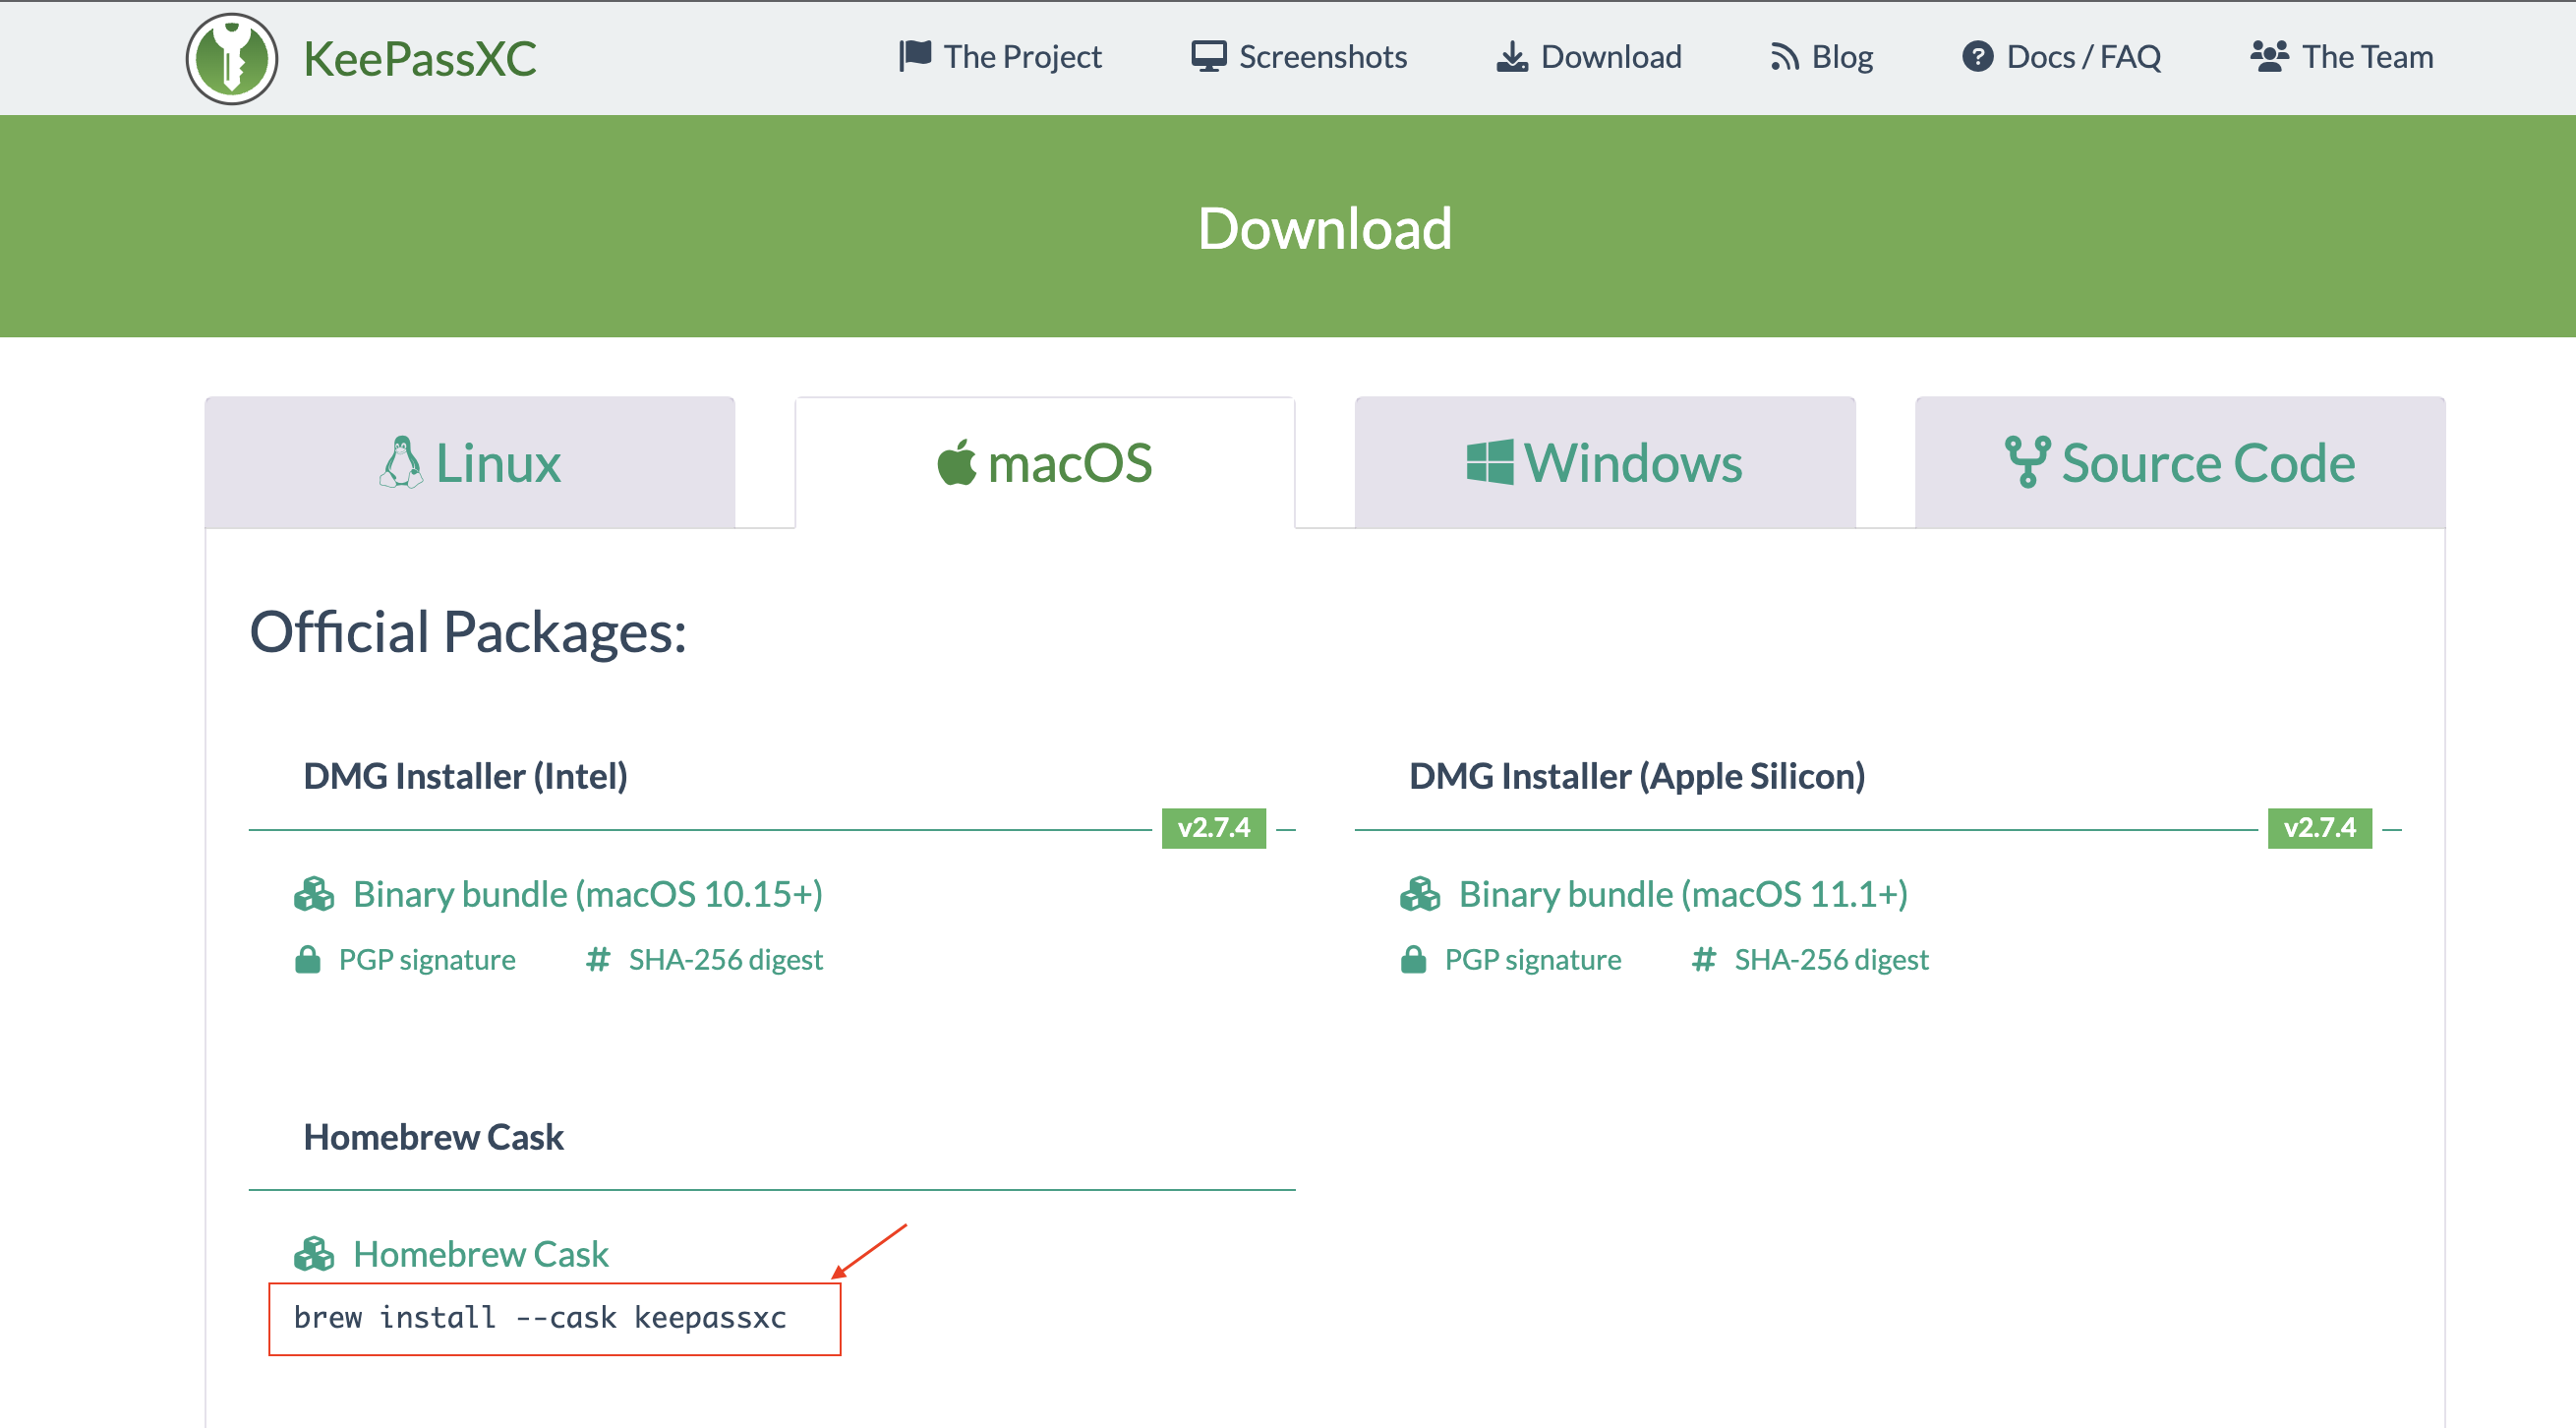 KeePassXC
The Project
Screenshots
Download
Blog
Docs / FAQ
The Team
Download
Linux
macOS
Windows
Source Code
Official Packages:
DMG Installer (Intel)
v2.7.4
Binary bundle (macOS 10.15+)
PGP signature
# SHA-256 digest
DMG Installer (Apple Silicon)
v2.7.4
Binary bundle (macOS 11.1+)
PGP signature
# SHA-256 digest
Homebrew Cask
Homebrew Cask
brew install --cask keepassxc